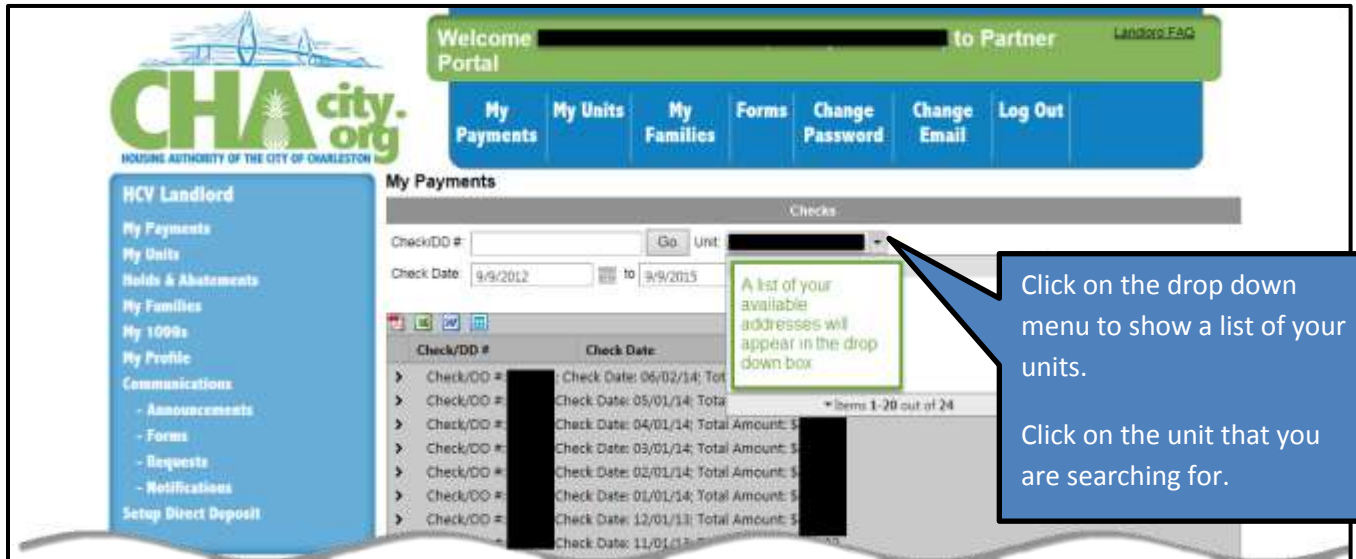 Welcome to Partner
Portal
Landlord FAQ
CHA city.
org
HOUSING AUTHORITY OF THE CITY OF CHARLESTON
My
Payments
My Units
My
Families
Forms
Change
Password
Change
Email
Log Out
HCV Landlord
My Payments
My Units
Holds & Abatements
My Families
My 1099s
My Profile
Communications
- Announcements
- Forms
- Requests
- Notifications
Setup Direct Deposit
My Payments
Checks
Check/DD #: Go Unit:
Check Date: 9/9/2012 to 9/9/2015
A list of your
available
addresses will
appear in the drop
down box
Items 1-20 out of 24
Check/DD # Check Date
Check/DD #: ; Check Date: 06/02/14; Tot
Check/DD #: Check Date: 05/01/14; Tota
Check/DD #: Check Date: 04/01/14; Total Amount: $
Check/DD #: Check Date: 03/01/14; Total Amount: $
Check/DD #: Check Date: 02/01/14; Total Amount: $
Check/DD #: Check Date: 01/01/14; Total Amount: $
Check/DD #: Check Date: 12/01/13; Total Amount: $
Check Date: 11/01/13;
Click on the drop down
menu to show a list of your
units.
Click on the unit that you
are searching for.